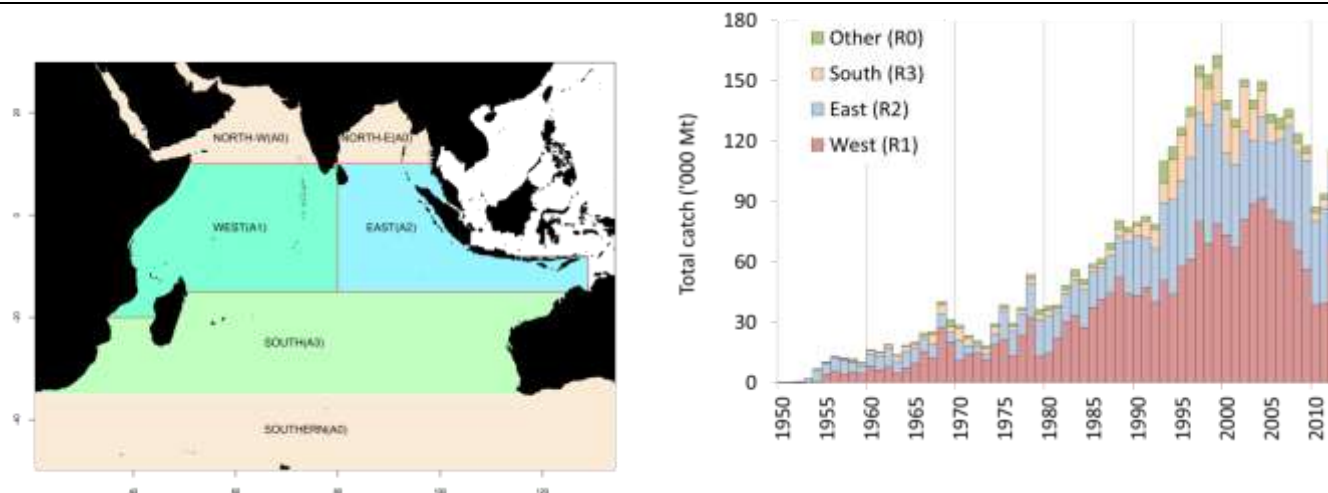 NORTH-W(A0)
NORTH-E(A0)
WEST(A1)
EAST(A2)
SOUTH(A3)
SOUTHERN(A0)
180
150
120
90
60
30
0
Total catch ('000 Mt)
Other (R0)
South (R3)
East (R2)
West (R1)
1950
1955
1960
1965
1970
1975
1980
1985
1990
1995
2000
2005
2010